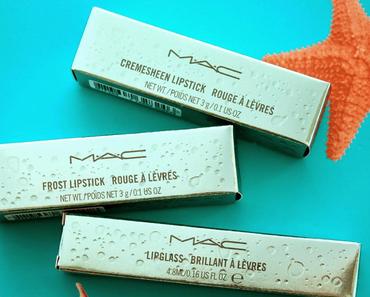 MAC
CREMESHEEN LIPSTICK ROUGE À LÈVRES
NET WT./POIDS NET 3 g/0.1 US OZ
MAC
FROST LIPSTICK ROUGE À LÈVRES
NET WT./POIDS NET 3 g/0.1 US OZ
MAC
LIPGLASS BRILLANT À LÈVRES
4.8ML/0.16 US FL OZ ℮